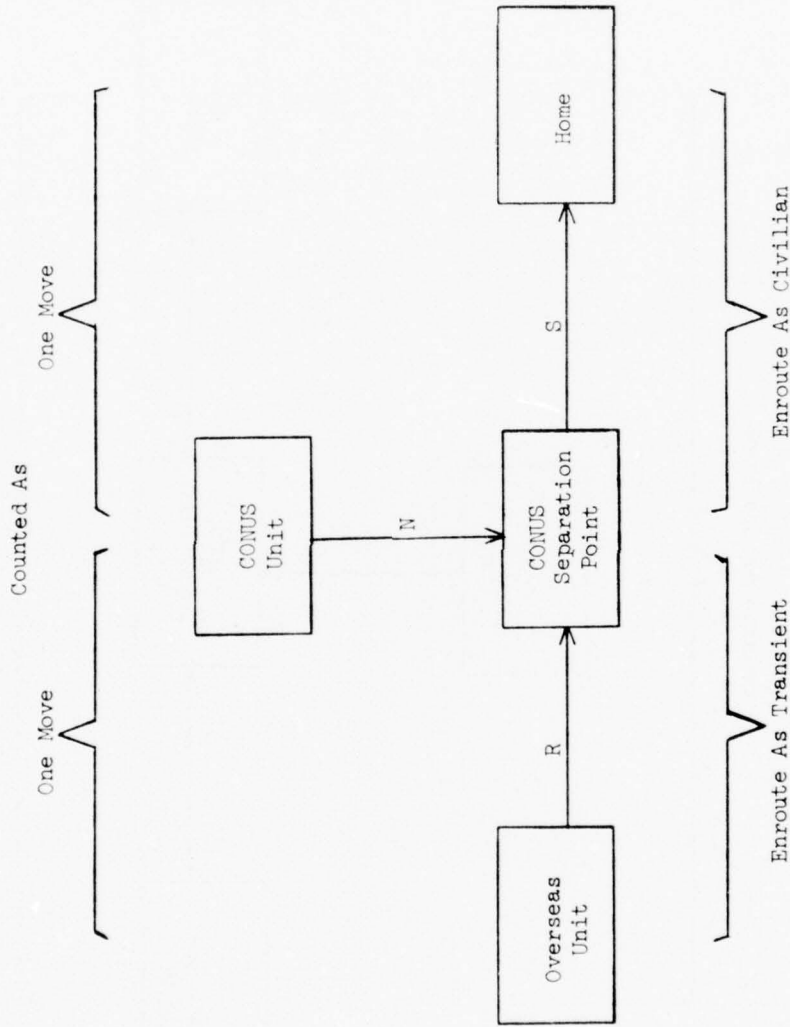 Counted As
One Move
One Move
CONUS
Unit
N
Overseas
Unit
R
CONUS
Separation
Point
S
Home
Enroute As Transient
Enroute As Civilian